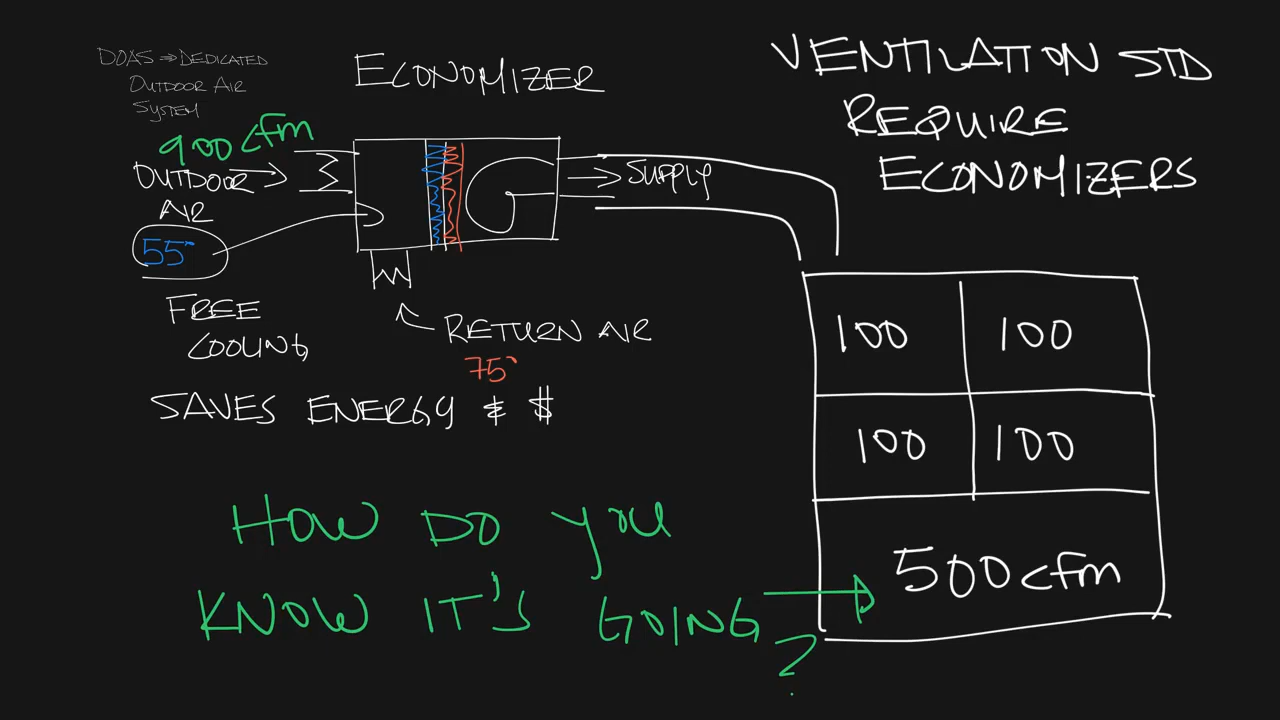 DOAS ⇒ DEDICATED
OUTDOOR AIR
SYSTEM
ECONOMIZER
900 cfm
OUTDOOR
AIR
55°
FREE
COOLING
SUPPLY
RETURN AIR
75°
SAVES ENERGY & $
VENTILATION STD
REQUIRE
ECONOMIZERS
100 100
100 100
500 cfm
HOW DO YOU
KNOW IT'S GOING
?